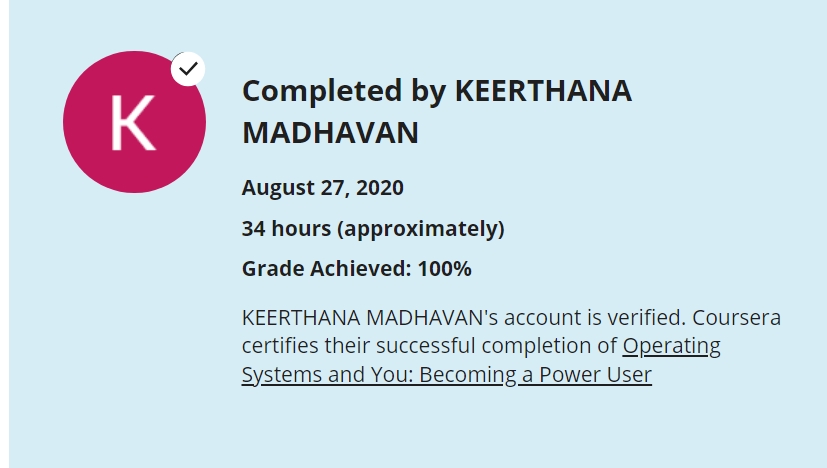 K
Completed by KEERTHANA
MADHAVAN
August 27, 2020
34 hours (approximately)
Grade Achieved: 100%
KEERTHANA MADHAVAN's account is verified. Coursera
certifies their successful completion of Operating
Systems and You: Becoming a Power User